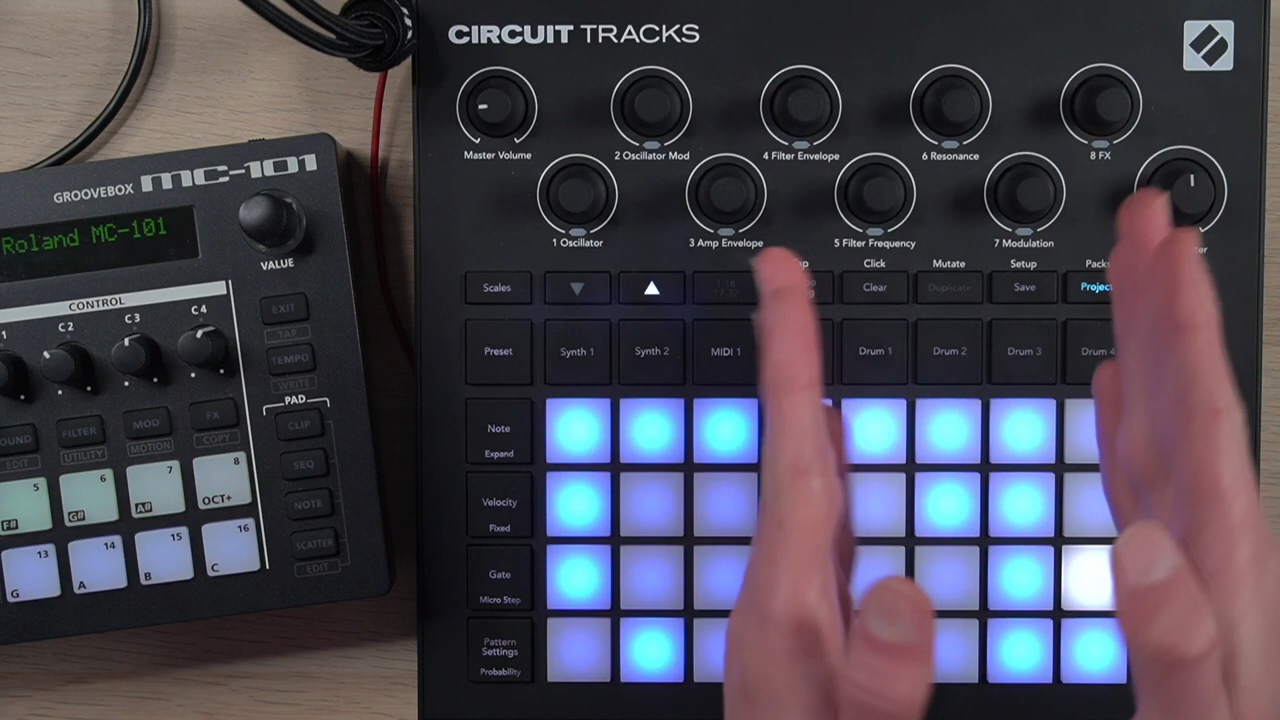 CIRCUIT TRACKS
Master Volume
2 Oscillator Mod
4 Filter Envelope
6 Resonance
8 FX
1 Oscillator
3 Amp Envelope
5 Filter Frequency
7 Modulation
Click
Mutate
Setup
Packs
Scales
▼
▲
Clear
Duplicate
Save
Projects
Preset
Synth 1
Synth 2
MIDI 1
Drum 1
Drum 2
Drum 3
Drum 4
Note
Expand
Velocity
Fixed
Gate
Micro Step
Pattern
Settings
Probability
GROOVEBOX MC-101
Roland MC-101
VALUE
CONTROL
C2
C3
C4
EXIT
TAP
TEMPO
WRITE
PAD
FILTER
MOD
FX
EDIT
UTILITY
MOTION
COPY
CLIP
SEQ
NOTE
SCATTER
EDIT
5
F#
6
G#
7
A#
8
OCT+
13
G
14
A
15
B
16
C